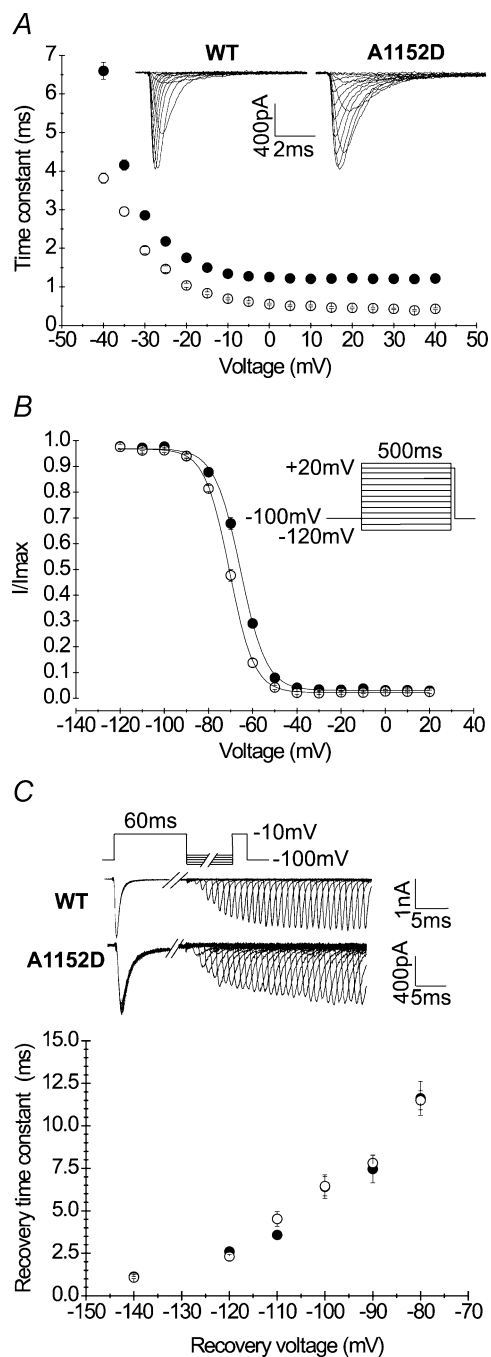 A
WT
A1152D
400pA
2ms
Time constant (ms)
7
6
5
4
3
2
1
0
-50 -40 -30 -20 -10 0 10 20 30 40 50
Voltage (mV)
B
500ms
+20mV
-100mV
-120mV
I/Imax
1.0
0.9
0.8
0.7
0.6
0.5
0.4
0.3
0.2
0.1
0.0
-140 -120 -100 -80 -60 -40 -20 0 20 40
Voltage (mV)
C
60ms
-10mV
-100mV
WT
1nA
5ms
A1152D
400pA
5ms
Recovery time constant (ms)
15.0
12.5
10.0
7.5
5.0
2.5
0.0
-150 -140 -130 -120 -110 -100 -90 -80 -70
Recovery voltage (mV)